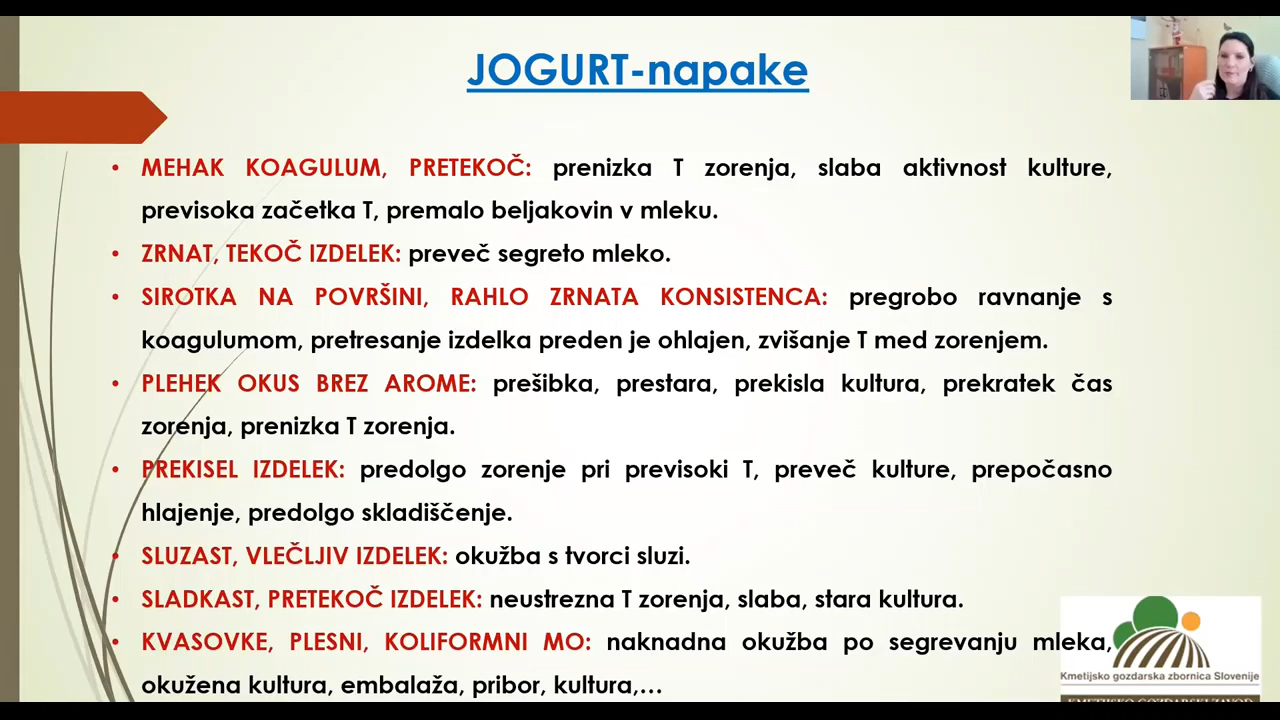 JOGURT-napake
• MEHAK KOAGULUM, PRETEKOČ: prenizka T zorenja, slaba aktivnost kulture,
previsoka začetka T, premalo beljakovin v mleku.
• ZRNAT, TEKOČ IZDELEK: preveč segreto mleko.
• SIROTKA NA POVRŠINI, RAHLO ZRNATA KONSISTENCA: pregrobo ravnanje s
koagulumom, pretresanje izdelka preden je ohlajen, zvišanje T med zorenjem.
• PLEHEK OKUS BREZ AROME: prešibka, prestara, prekisla kultura, prekratek čas
zorenja, prenizka T zorenja.
• PREKISEL IZDELEK: predolgo zorenje pri previsoki T, preveč kulture, prepočasno
hlajenje, predolgo skladiščenje.
• SLUZAST, VLEČLJIV IZDELEK: okužba s tvorci sluzi.
• SLADKAST, PRETEKOČ IZDELEK: neustrezna T zorenja, slaba, stara kultura.
• KVASOVKE, PLESNI, KOLIFORMNI MO: naknadna okužba po segrevanju mleka,
okužena kultura, embalaža, pribor, kultura,...
Kmetijsko gozdarska zbornica Slovenije
KMETIJSKO GOZDARSKI ZAVOD